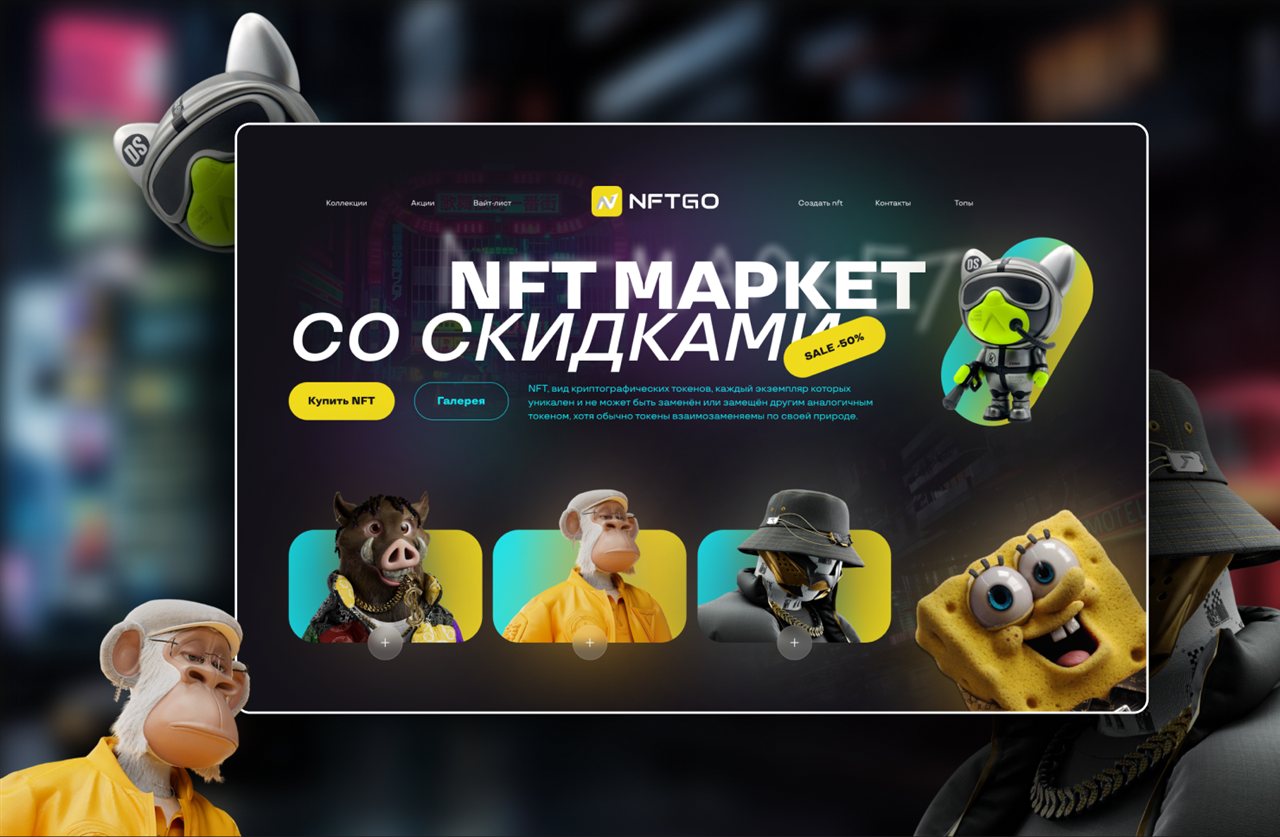 Коллекции
Акции
Вайт-лист
NFTGO
Создать nft
Контакты
Топы
NFT МАРКЕТ
СО СКИДКАМИ
SALE -50%
Купить NFT
Галерея
NFT, вид криптографических токенов, каждый экземпляр которых
уникален и не может быть заменён или замещён другим аналогичным
токеном, хотя обычно токены взаимозаменяемы по своей природе.
DS
DS
MOTEL
+
+
+